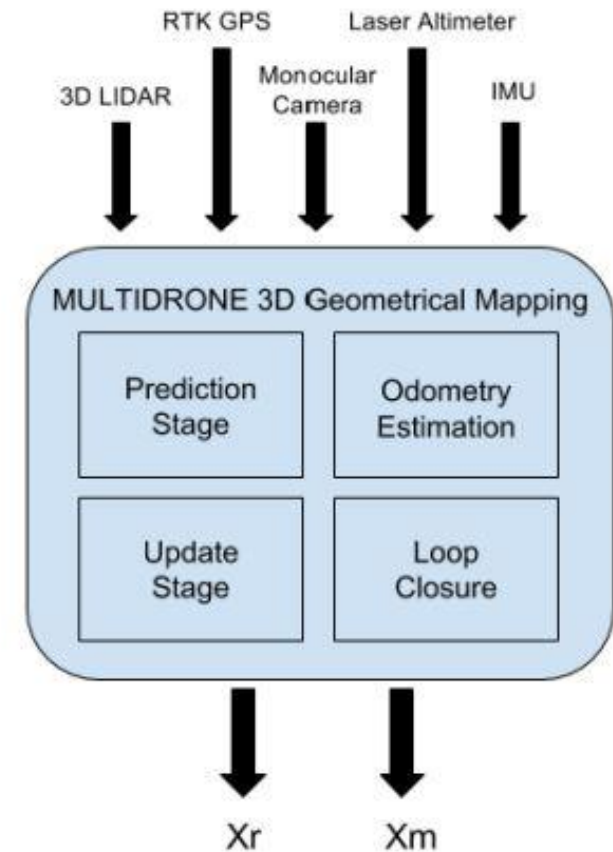 RTK GPS
Laser Altimeter
3D LIDAR
Monocular
Camera
IMU
MULTIDRONE 3D Geometrical Mapping
Prediction
Stage
Odometry
Estimation
Update
Stage
Loop
Closure
Xr
Xm